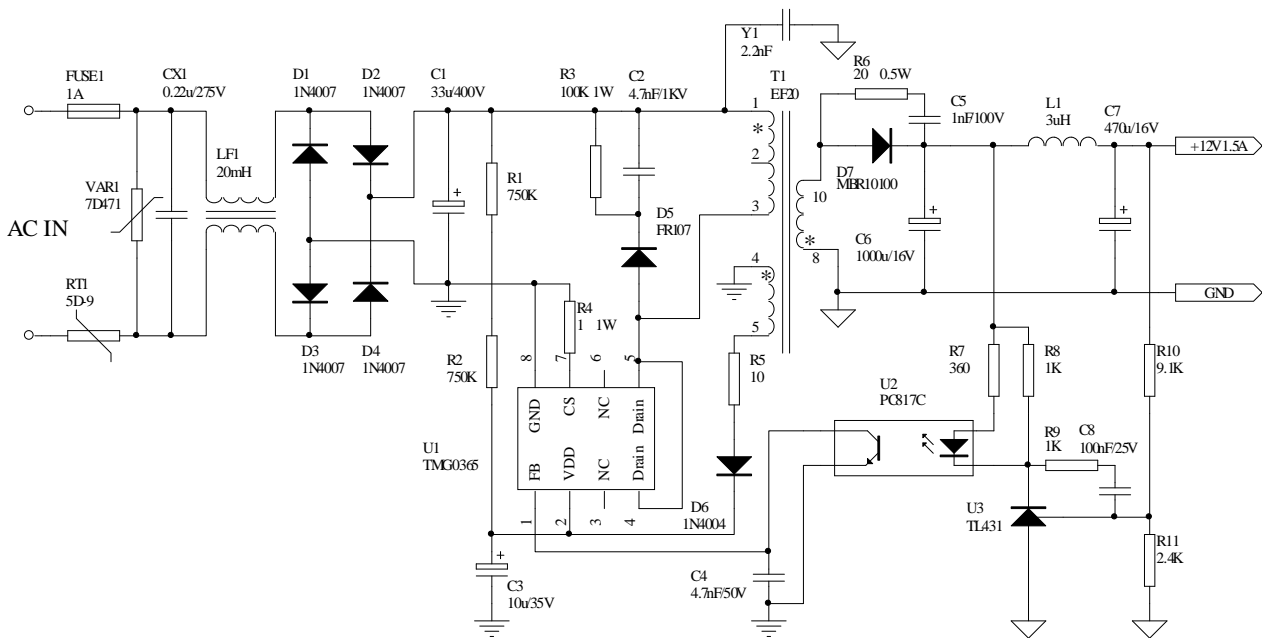 Y1
2.2nF
R6
20 0.5W
FUSE1
1A
CX1
0.22u/275V
D1
1N4007
D2
1N4007
C1
33u/400V
R3
100K 1W
C2
4.7nF/1KV
T1
EF20
C5
1nF/100V
L1
3uH
C7
470u/16V
1
*
2
3
+12V1.5A
LF1
20mH
VAR1
7D471
R1
750K
D7
MBR10100
10
AC IN
D5
FR107
+
+
+
*
8
C6
1000u/16V
4
*
5
RT1
5D-9
GND
R4
1 1W
D3
1N4007
D4
1N4007
R2
750K
8
7
6
5
R5
10
R7
360
R8
1K
R10
9.1K
U2
PC817C
GND
CS
NC
Drain
U1
TMG0365
FB
VDD
NC
Drain
R9
1K
C8
100nF/25V
D6
1N4004
U3
TL431
1
2
3
4
R11
2.4K
+
C3
10u/35V
C4
4.7nF/50V